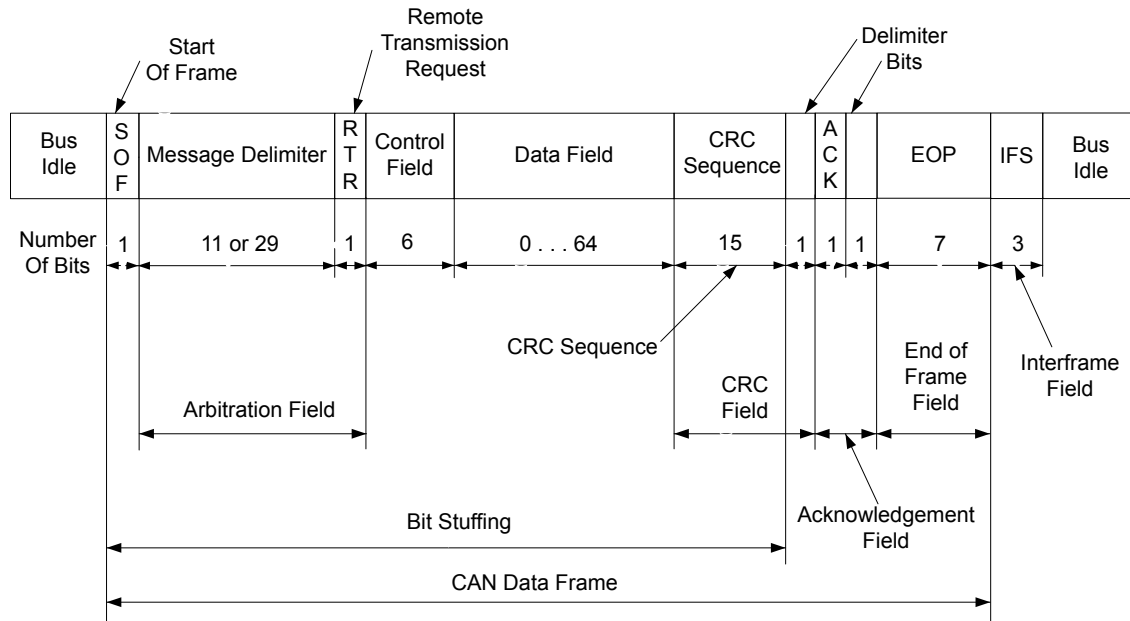 Start
Of Frame
Remote
Transmission
Request
Delimiter
Bits
Bus
Idle
S
O
F
Message Delimiter
R
T
R
Control
Field
Data Field
CRC
Sequence
A
C
K
EOP
IFS
Bus
Idle
Number
Of Bits
1
11 or 29
1
6
0 . . . 64
15
1
1
1
7
3
CRC Sequence
End of
Frame
Field
Interframe
Field
Arbitration Field
CRC
Field
Acknowledgement
Field
Bit Stuffing
CAN Data Frame